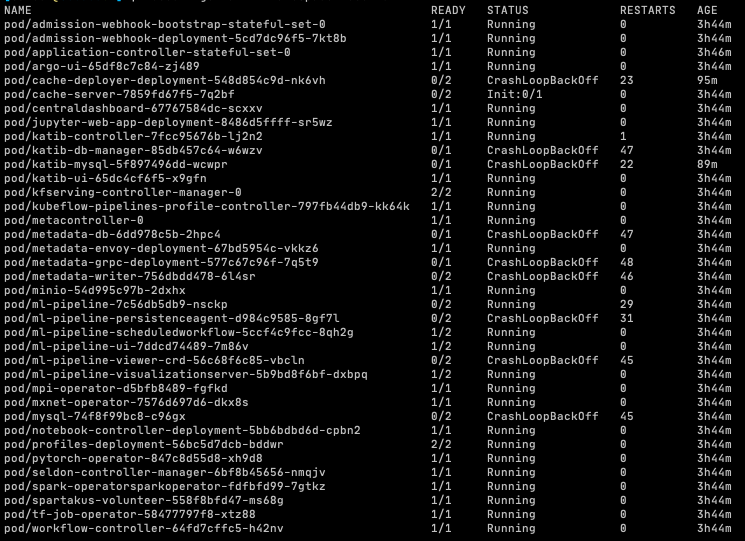 NAME READY STATUS RESTARTS AGE
pod/admission-webhook-bootstrap-stateful-set-0 1/1 Running 0 3h44m
pod/admission-webhook-deployment-5cd7dc96f5-7kt8b 1/1 Running 0 3h44m
pod/application-controller-stateful-set-0 1/1 Running 0 3h46m
pod/argo-ui-65df8c7c84-zj489 1/1 Running 0 3h44m
pod/cache-deployer-deployment-548d854c9d-nk6vh 0/2 CrashLoopBackOff 23 95m
pod/cache-server-7859fd67f5-7q2bf 0/2 Init:0/1 0 3h44m
pod/centraldashboard-67767584dc-scxxv 1/1 Running 0 3h44m
pod/jupyter-web-app-deployment-8486d5ffff-sr5wz 1/1 Running 0 3h44m
pod/katib-controller-7fcc95676b-lj2n2 1/1 Running 1 3h44m
pod/katib-db-manager-85db457c64-w6wzv 0/1 CrashLoopBackOff 47 3h44m
pod/katib-mysql-5f897496dd-wcwpr 0/1 CrashLoopBackOff 22 89m
pod/katib-ui-65dc4cf6f5-x9gfn 1/1 Running 0 3h44m
pod/kfserving-controller-manager-0 2/2 Running 0 3h44m
pod/kubeflow-pipelines-profile-controller-797fb44db9-kk64k 1/1 Running 0 3h44m
pod/metacontroller-0 1/1 Running 0 3h44m
pod/metadata-db-6dd978c5b-2hpc4 0/1 CrashLoopBackOff 47 3h44m
pod/metadata-envoy-deployment-67bd5954c-vkkz6 1/1 Running 0 3h44m
pod/metadata-grpc-deployment-577c67c96f-7q5t9 0/1 CrashLoopBackOff 48 3h44m
pod/metadata-writer-756dbdd478-6l4sr 0/2 CrashLoopBackOff 46 3h44m
pod/minio-54d995c97b-2dxhx 1/1 Running 0 3h44m
pod/ml-pipeline-7c56db5db9-nsckp 0/2 Running 29 3h44m
pod/ml-pipeline-persistenceagent-d984c9585-8gf7l 0/2 CrashLoopBackOff 31 3h44m
pod/ml-pipeline-scheduledworkflow-5ccf4c9fcc-8qh2g 1/2 Running 0 3h44m
pod/ml-pipeline-ui-7ddcd74489-7m86v 1/2 Running 0 3h44m
pod/ml-pipeline-viewer-crd-56c68f6c85-vbcln 0/2 CrashLoopBackOff 45 3h44m
pod/ml-pipeline-visualizationserver-5b9bd8f6bf-dxbpq 1/2 Running 0 3h44m
pod/mpi-operator-d5bfb8489-fgfkd 1/1 Running 0 3h44m
pod/mxnet-operator-7576d697d6-dkx8s 1/1 Running 0 3h44m
pod/mysql-74f8f99bc8-c96gx 0/2 CrashLoopBackOff 45 3h44m
pod/notebook-controller-deployment-5bb6bdbd6d-cpbn2 1/1 Running 0 3h44m
pod/profiles-deployment-56bc5d7dcb-bddwr 2/2 Running 0 3h44m
pod/pytorch-operator-847c8d55d8-xh9d8 1/1 Running 0 3h44m
pod/seldon-controller-manager-6bf8b45656-nmqjv 1/1 Running 0 3h44m
pod/spark-operatorsparkoperator-fdfbfd99-7gtkz 1/1 Running 0 3h44m
pod/spartakus-volunteer-558f8bfd47-ms68g 1/1 Running 0 3h44m
pod/tf-job-operator-58477797f8-xtz88 1/1 Running 0 3h44m
pod/workflow-controller-64fd7cffc5-h42nv 1/1 Running 0 3h44m